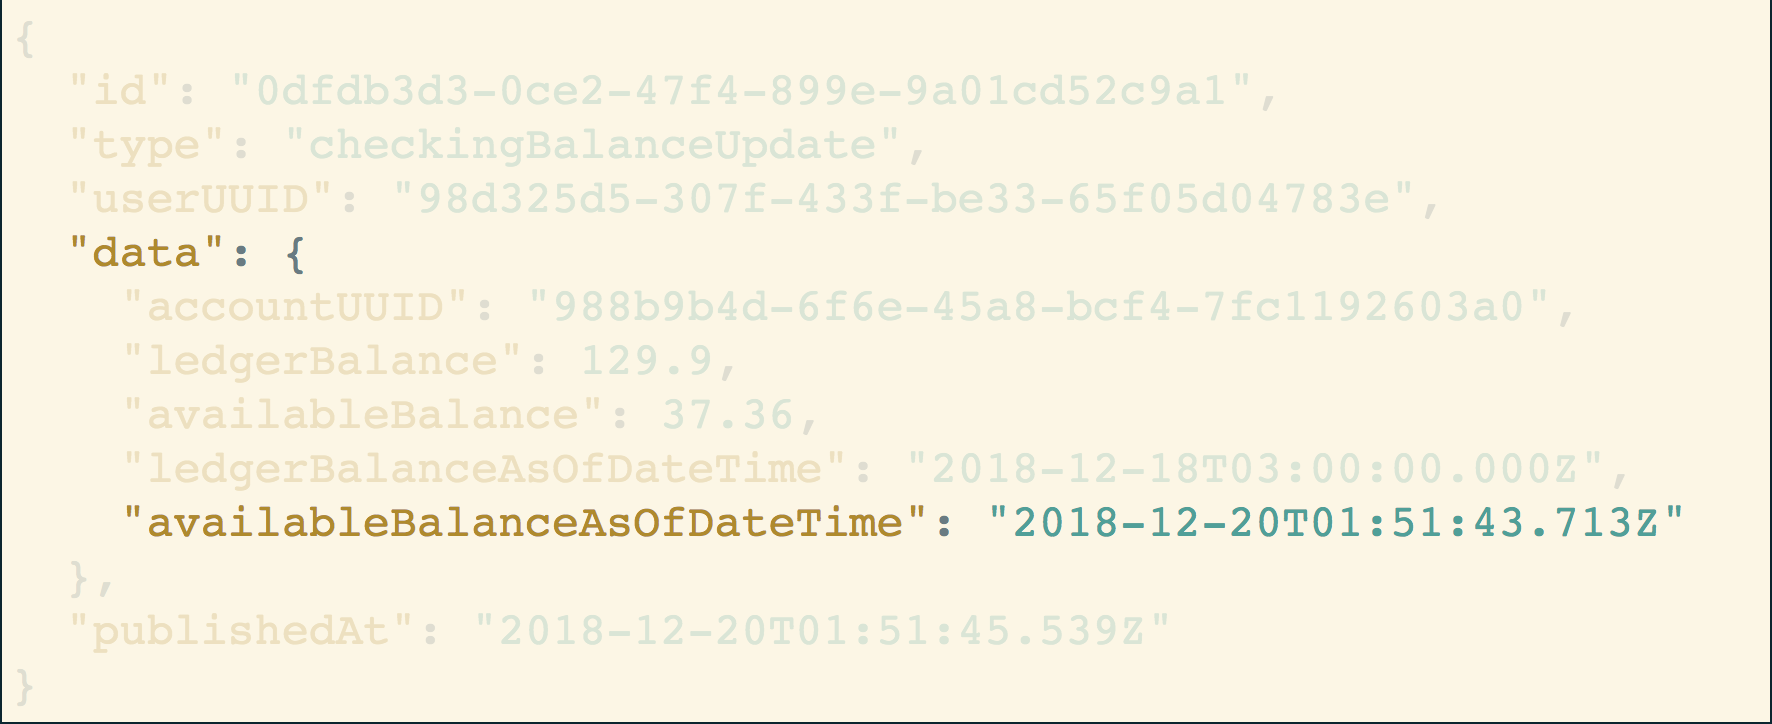 {
"id": "0dfdb3d3-0ce2-47f4-899e-9a01cd52c9a1",
"type": "checkingBalanceUpdate",
"userUUID": "98d325d5-307f-433f-be33-65f05d04783e",
"data": {
"accountUUID": "988b9b4d-6f6e-45a8-bcf4-7fc1192603a0",
"ledgerBalance": 129.9,
"availableBalance": 37.36,
"ledgerBalanceAsOfDateTime": "2018-12-18T03:00:00.000Z",
"availableBalanceAsOfDateTime": "2018-12-20T01:51:43.713Z"
},
"publishedAt": "2018-12-20T01:51:45.539Z"
}